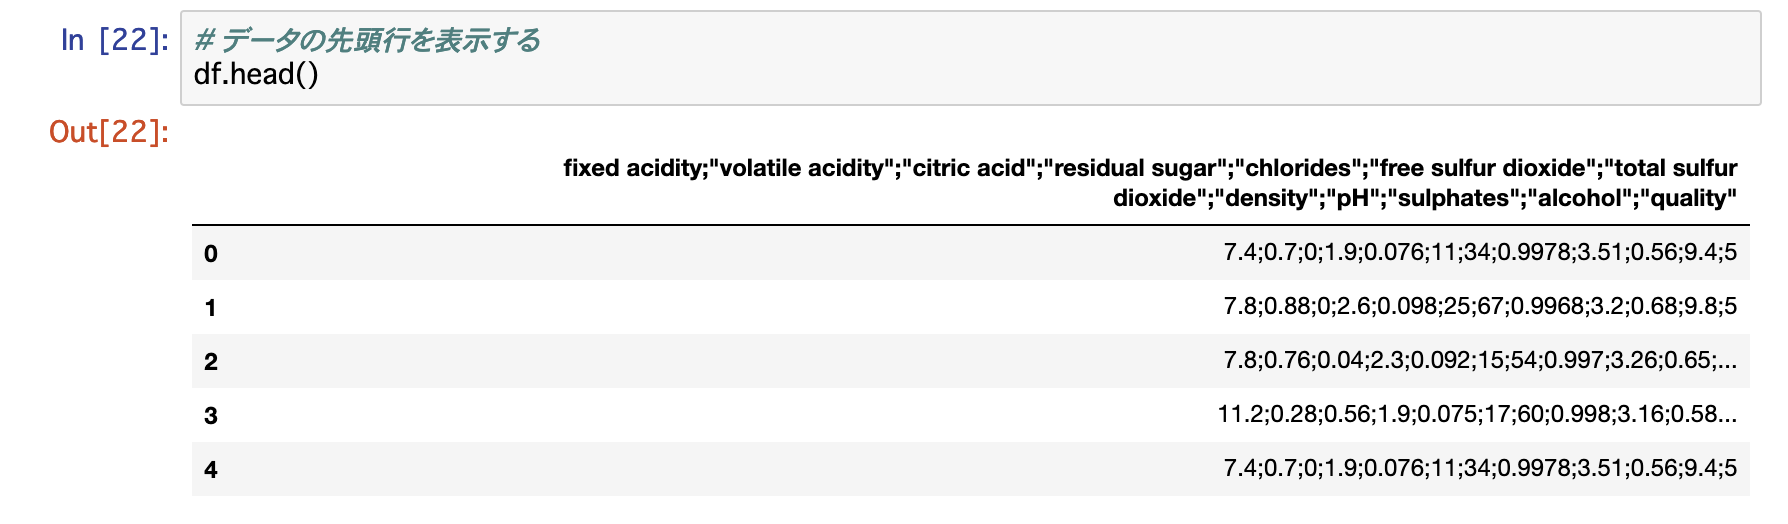 In [22]:
# データの先頭行を表示する
df.head()
Out[22]:
fixed acidity;"volatile acidity";"citric acid";"residual sugar";"chlorides";"free sulfur dioxide";"total sulfur
dioxide";"density";"pH";"sulphates";"alcohol";"quality"
0 7.4;0.7;0;1.9;0.076;11;34;0.9978;3.51;0.56;9.4;5
1 7.8;0.88;0;2.6;0.098;25;67;0.9968;3.2;0.68;9.8;5
2 7.8;0.76;0.04;2.3;0.092;15;54;0.997;3.26;0.65;...
3 11.2;0.28;0.56;1.9;0.075;17;60;0.998;3.16;0.58...
4 7.4;0.7;0;1.9;0.076;11;34;0.9978;3.51;0.56;9.4;5